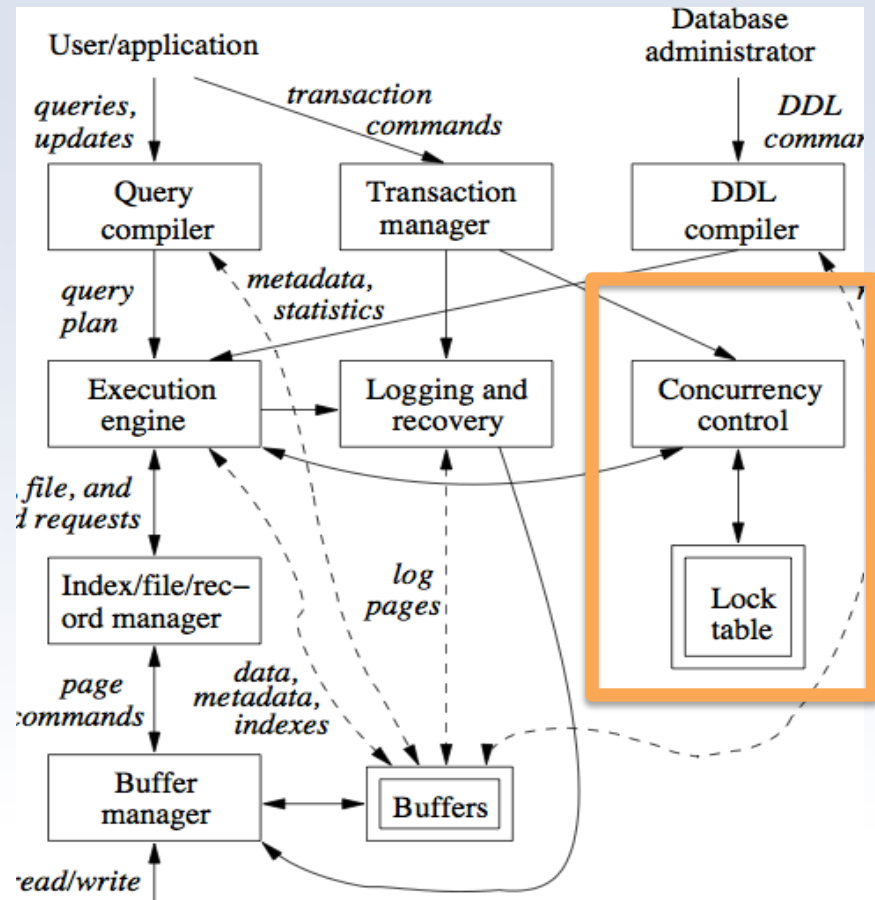 User/application
Database
administrator
queries,
updates
transaction
commands
DDL
comman
Query
compiler
Transaction
manager
DDL
compiler
query
plan
metadata,
statistics
Execution
engine
Logging and
recovery
Concurrency
control
, file, and
d requests
Index/file/rec–
ord manager
log
pages
Lock
table
page
commands
data,
metadata,
indexes
Buffer
manager
Buffers
read/write